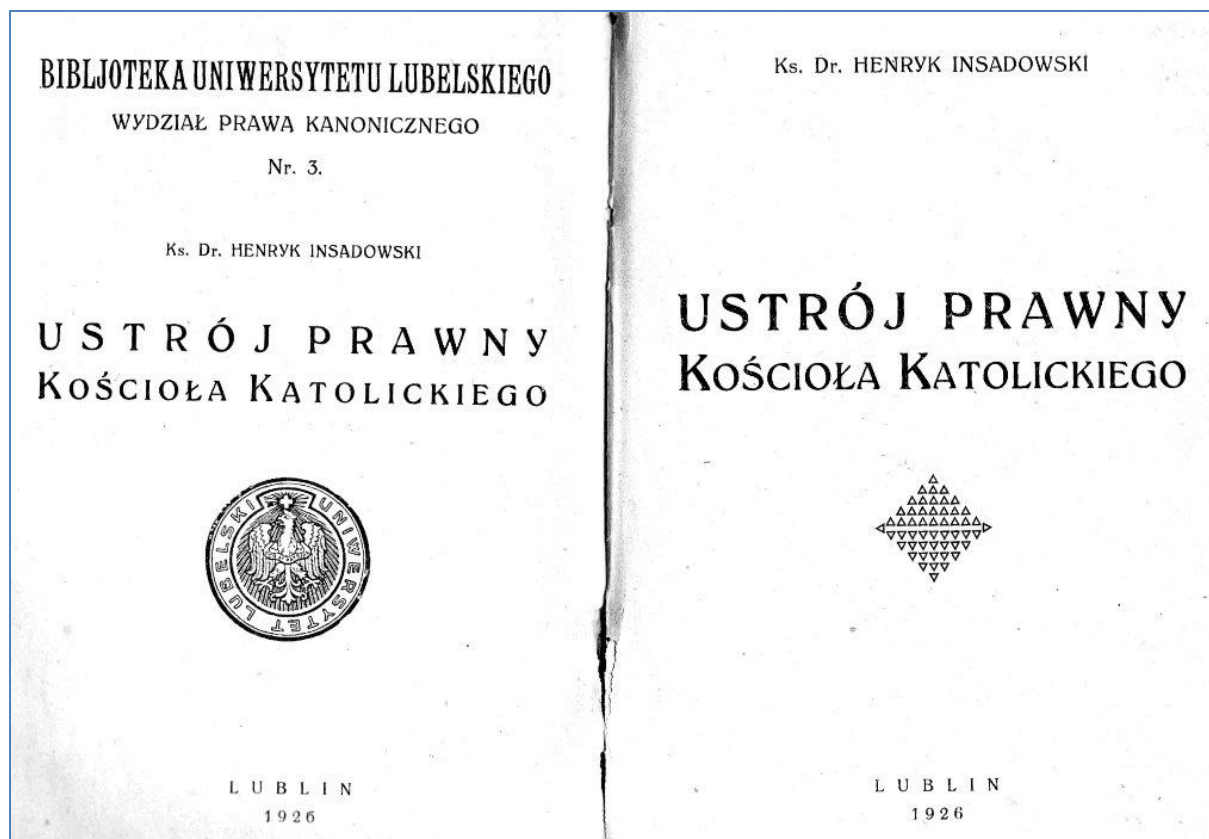 BIBLJOTEKA UNIWERSYTETU LUBELSKIEGO
WYDZIAŁ PRAWA KANONICZNEGO
Nr. 3.
Ks. Dr. HENRYK INSADOWSKI
USTRÓJ PRAWNY
KOŚCIOŁA KATOLICKIEGO
UNIWERSYTET LUBELSKI
LUBLIN
1926
Ks. Dr. HENRYK INSADOWSKI
USTRÓJ PRAWNY
KOŚCIOŁA KATOLICKIEGO
LUBLIN
1926